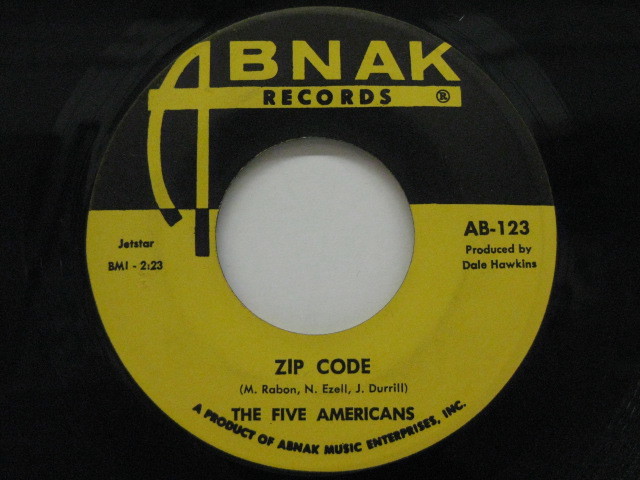 ABNAK
RECORDS ®
Jetstar
BMI - 2:23
AB-123
Produced by
Dale Hawkins
ZIP CODE
(M. Rabon, N. Ezell, J. Durrill)
THE FIVE AMERICANS
A PRODUCT OF ABNAK MUSIC ENTERPRISES, INC.